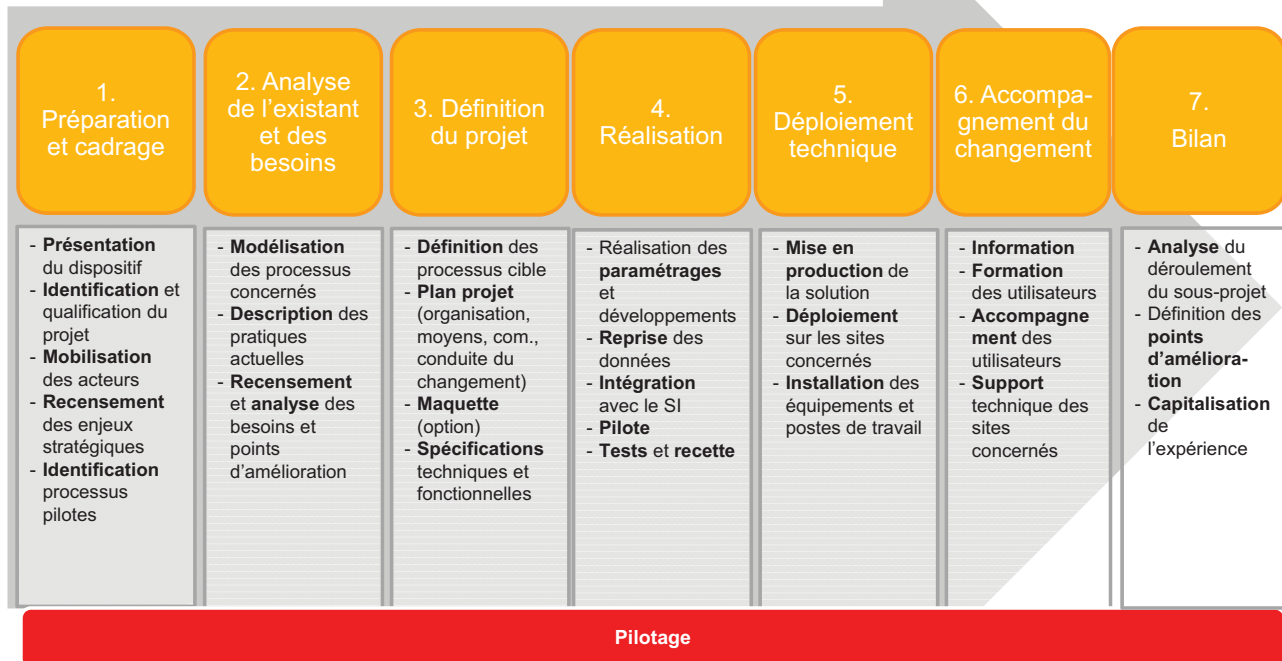 1.
Préparation
et cadrage
2. Analyse
de l'existant
et des
besoins
3. Définition
du projet
4.
Réalisation
5.
Déploiement
technique
6. Accompa-
gnement du
changement
7.
Bilan
- Présentation
du dispositif
- Identification et
qualification du
projet
- Mobilisation
des acteurs
- Recensement
des enjeux
stratégiques
- Identification
processus
pilotes
- Modélisation
des processus
concernés
- Description des
pratiques
actuelles
- Recensement
et analyse des
besoins et
points
d'amélioration
- Définition des
processus cible
- Plan projet
(organisation,
moyens, com.,
conduite du
changement)
- Maquette
(option)
- Spécifications
techniques et
fonctionnelles
- Réalisation des
paramétrages
et
développements
- Reprise des
données
- Intégration
avec le SI
- Pilote
- Tests et recette
- Mise en
production de
la solution
- Déploiement
sur les sites
concernés
- Installation des
équipements et
postes de travail
- Information
- Formation
des utilisateurs
- Accompagne
ment des
utilisateurs
- Support
technique des
sites
concernés
- Analyse du
déroulement
du sous-projet
- Définition des
points
d'améliora-
tion
- Capitalisation
de
l'expérience
Pilotage